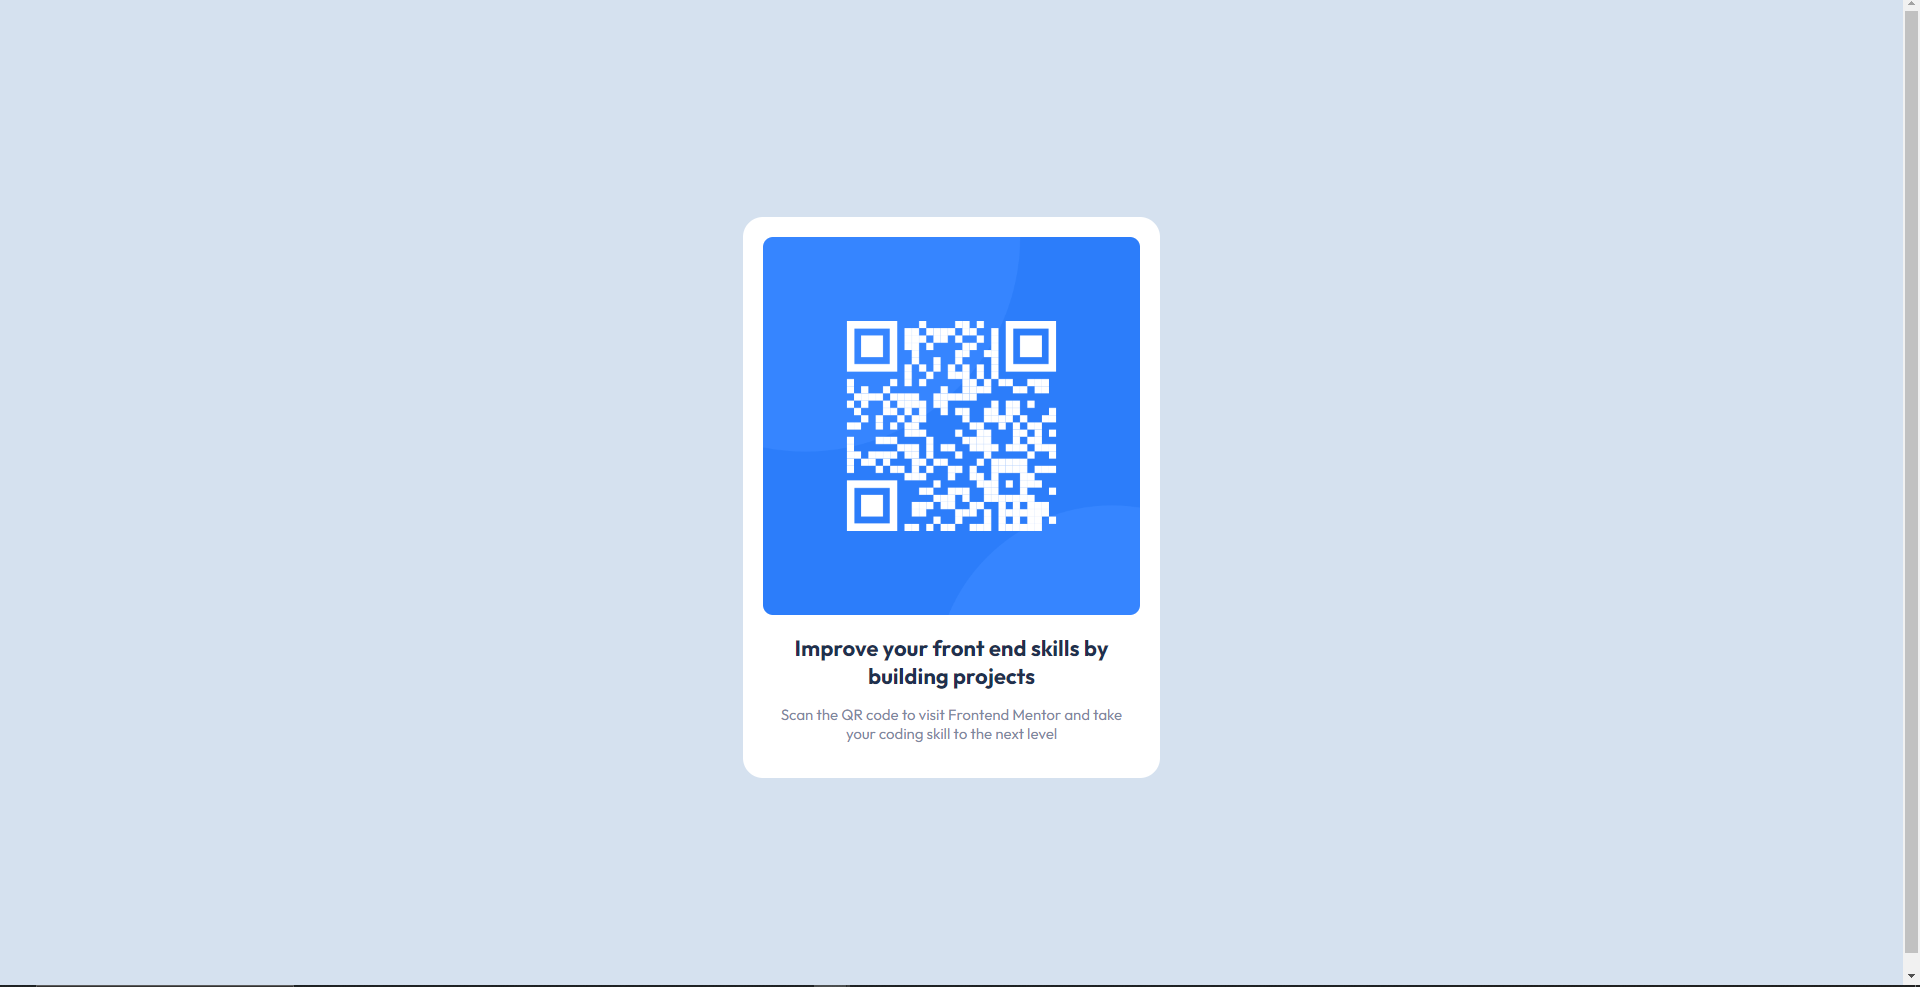 Improve your front end skills by
building projects
Scan the QR code to visit Frontend Mentor and take
your coding skill to the next level